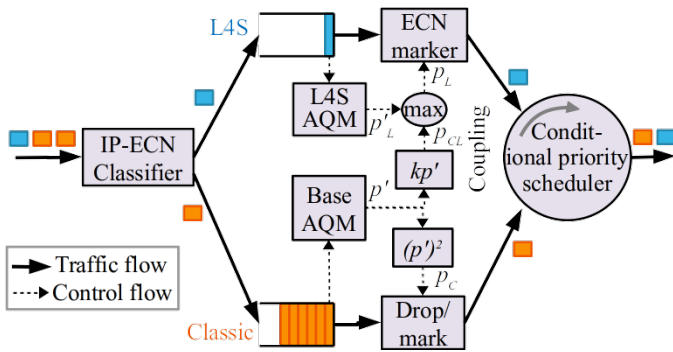 L4S
ECN
marker
p_L
L4S
AQM
p'_L
max
p_CL
Coupling
IP-ECN
Classifier
Condit-
ional priority
scheduler
kp'
Base
AQM
p'
(p')²
p_C
Traffic flow
Control flow
Classic
Drop/
mark